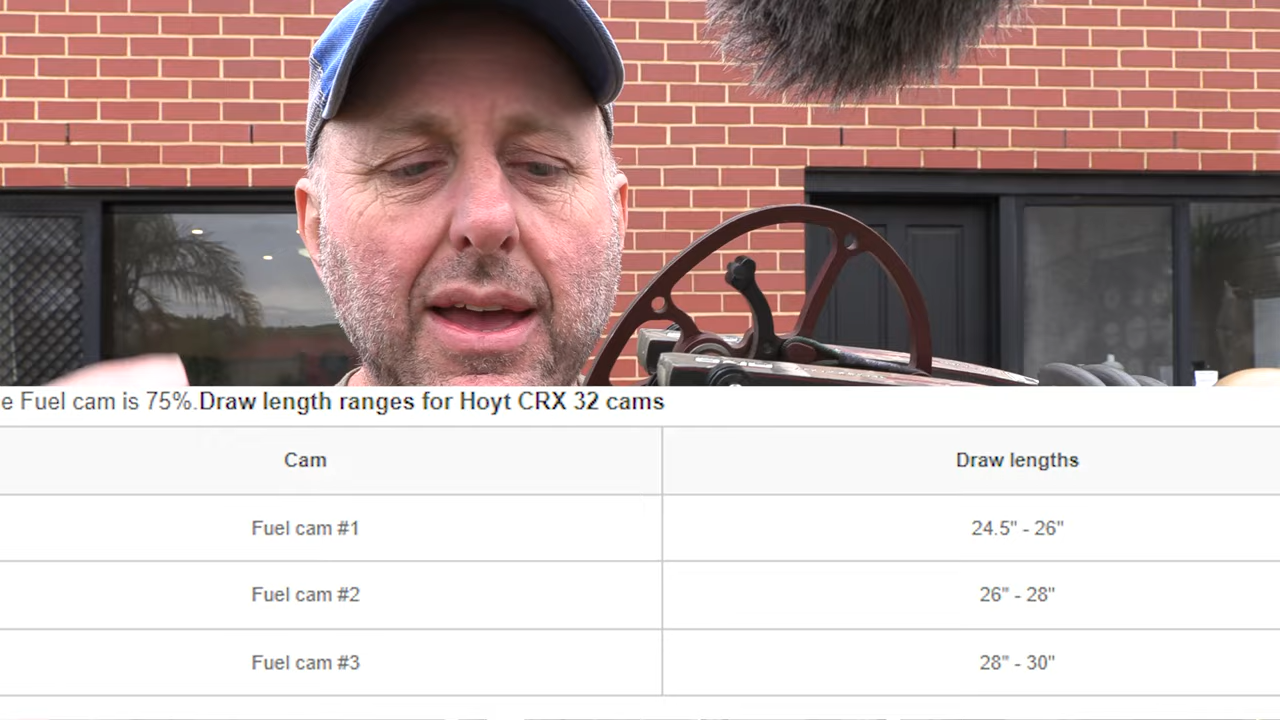 e Fuel cam is 75%.Draw length ranges for Hoyt CRX 32 cams
Cam Draw lengths
Fuel cam #1 24.5" - 26"
Fuel cam #2 26" - 28"
Fuel cam #3 28" - 30"